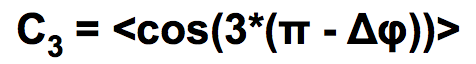 C₃ = <cos(3*(π - Δφ))>